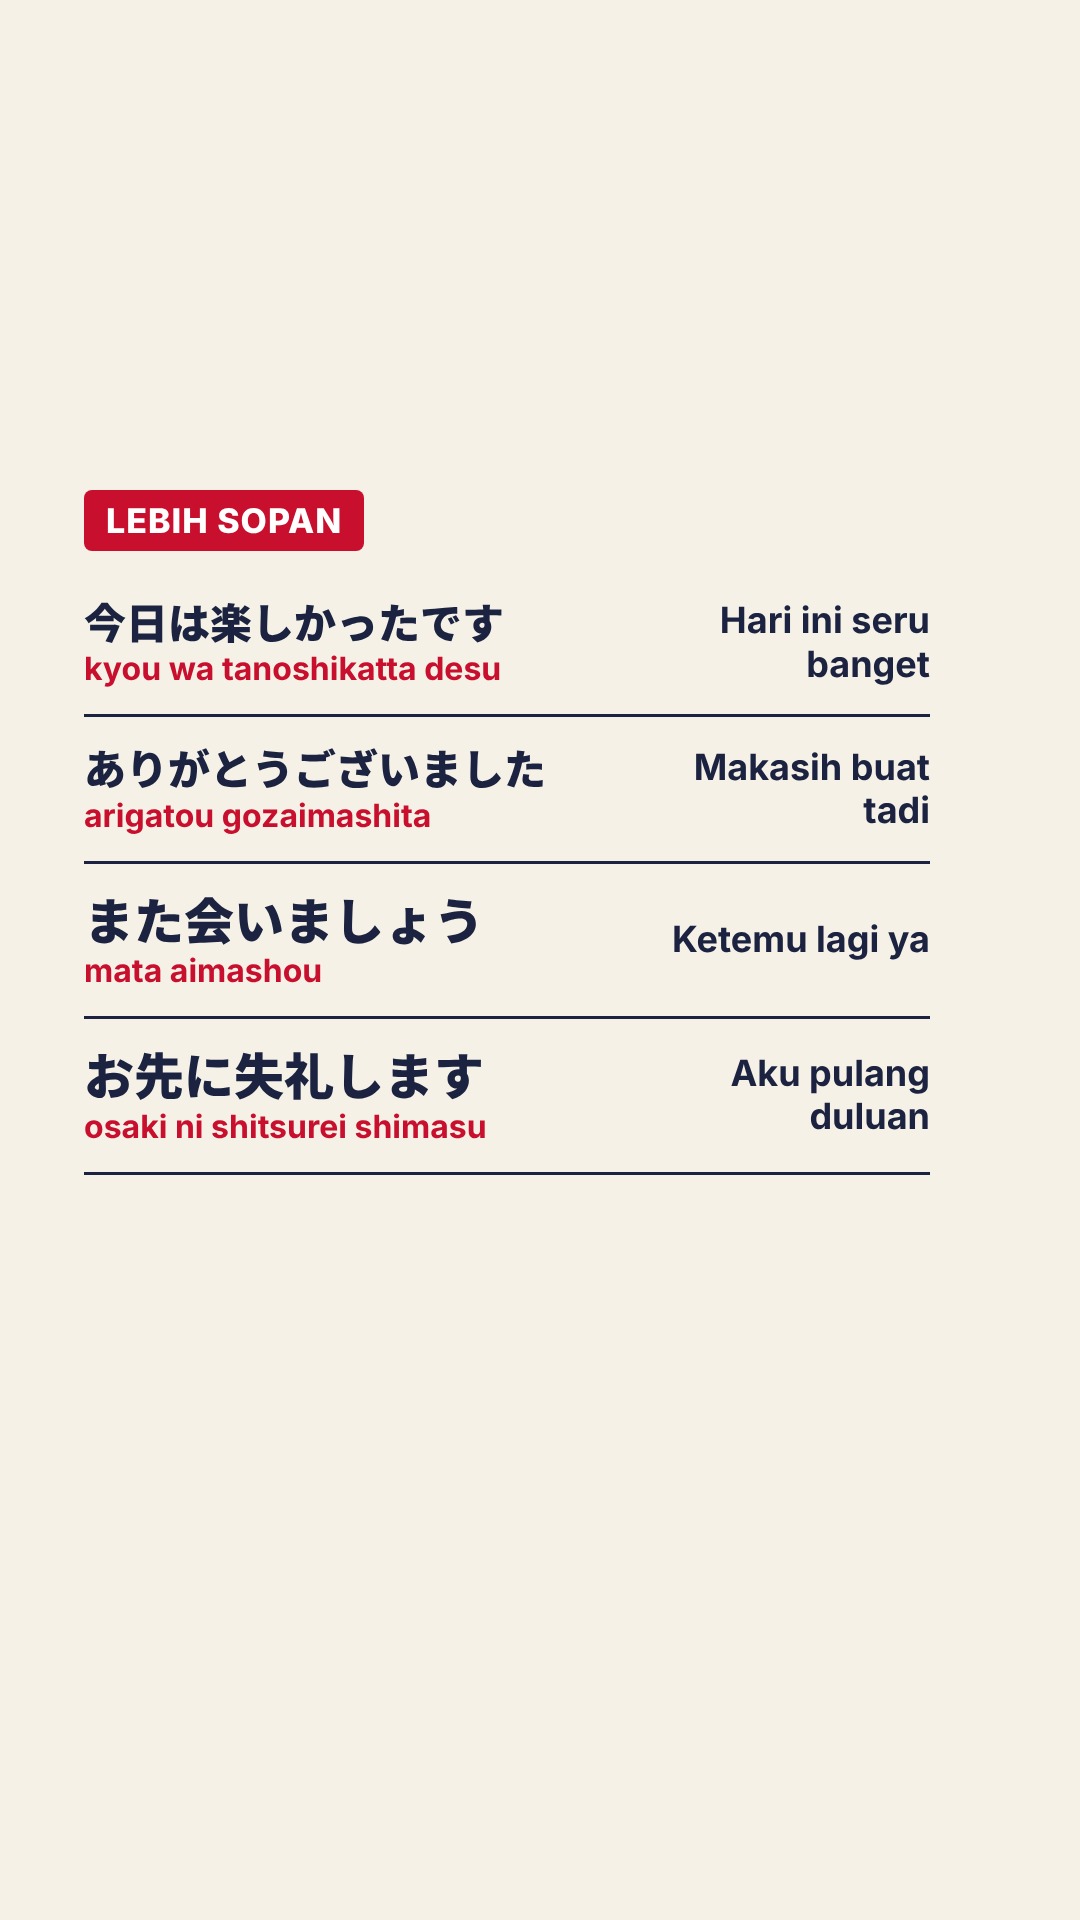 LEBIH SOPAN
今日は楽しかったです
kyou wa tanoshikatta desu
Hari ini seru
banget
ありがとうございました
arigatou gozaimashita
Makasih buat
tadi
また会いましょう
mata aimashou
Ketemu lagi ya
お先に失礼します
osaki ni shitsurei shimasu
Aku pulang
duluan